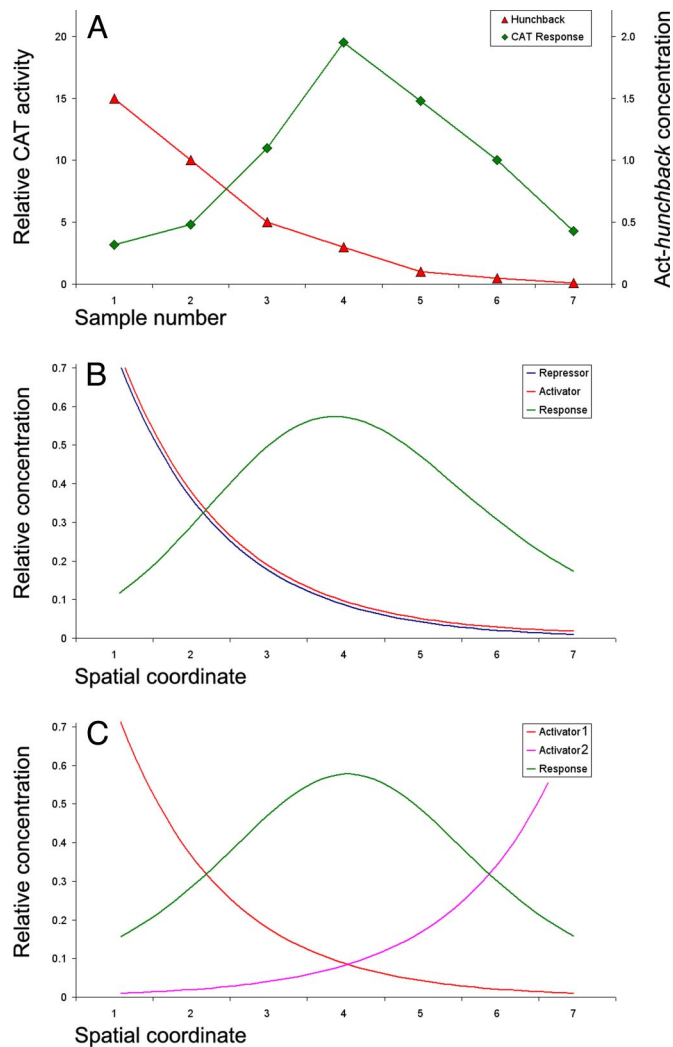 A
Hunchback
CAT Response
Relative CAT activity
20
15
10
5
0
2.0
1.5
1.0
0.5
0
Act-hunchback concentration
1 2 3 4 5 6 7
Sample number
B
Repressor
Activator
Response
Relative concentration
0.7
0.6
0.5
0.4
0.3
0.2
0.1
0
1 2 3 4 5 6 7
Spatial coordinate
C
Activator1
Activator2
Response
Relative concentration
0.7
0.6
0.5
0.4
0.3
0.2
0.1
0
1 2 3 4 5 6 7
Spatial coordinate